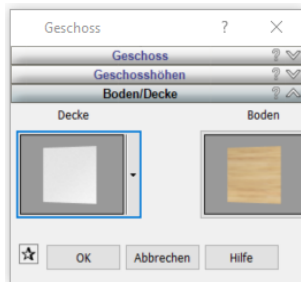 Geschoss ?
Geschoss ?
Geschosshöhen ?
Boden/Decke ?
Decke Boden
OK Abbrechen Hilfe